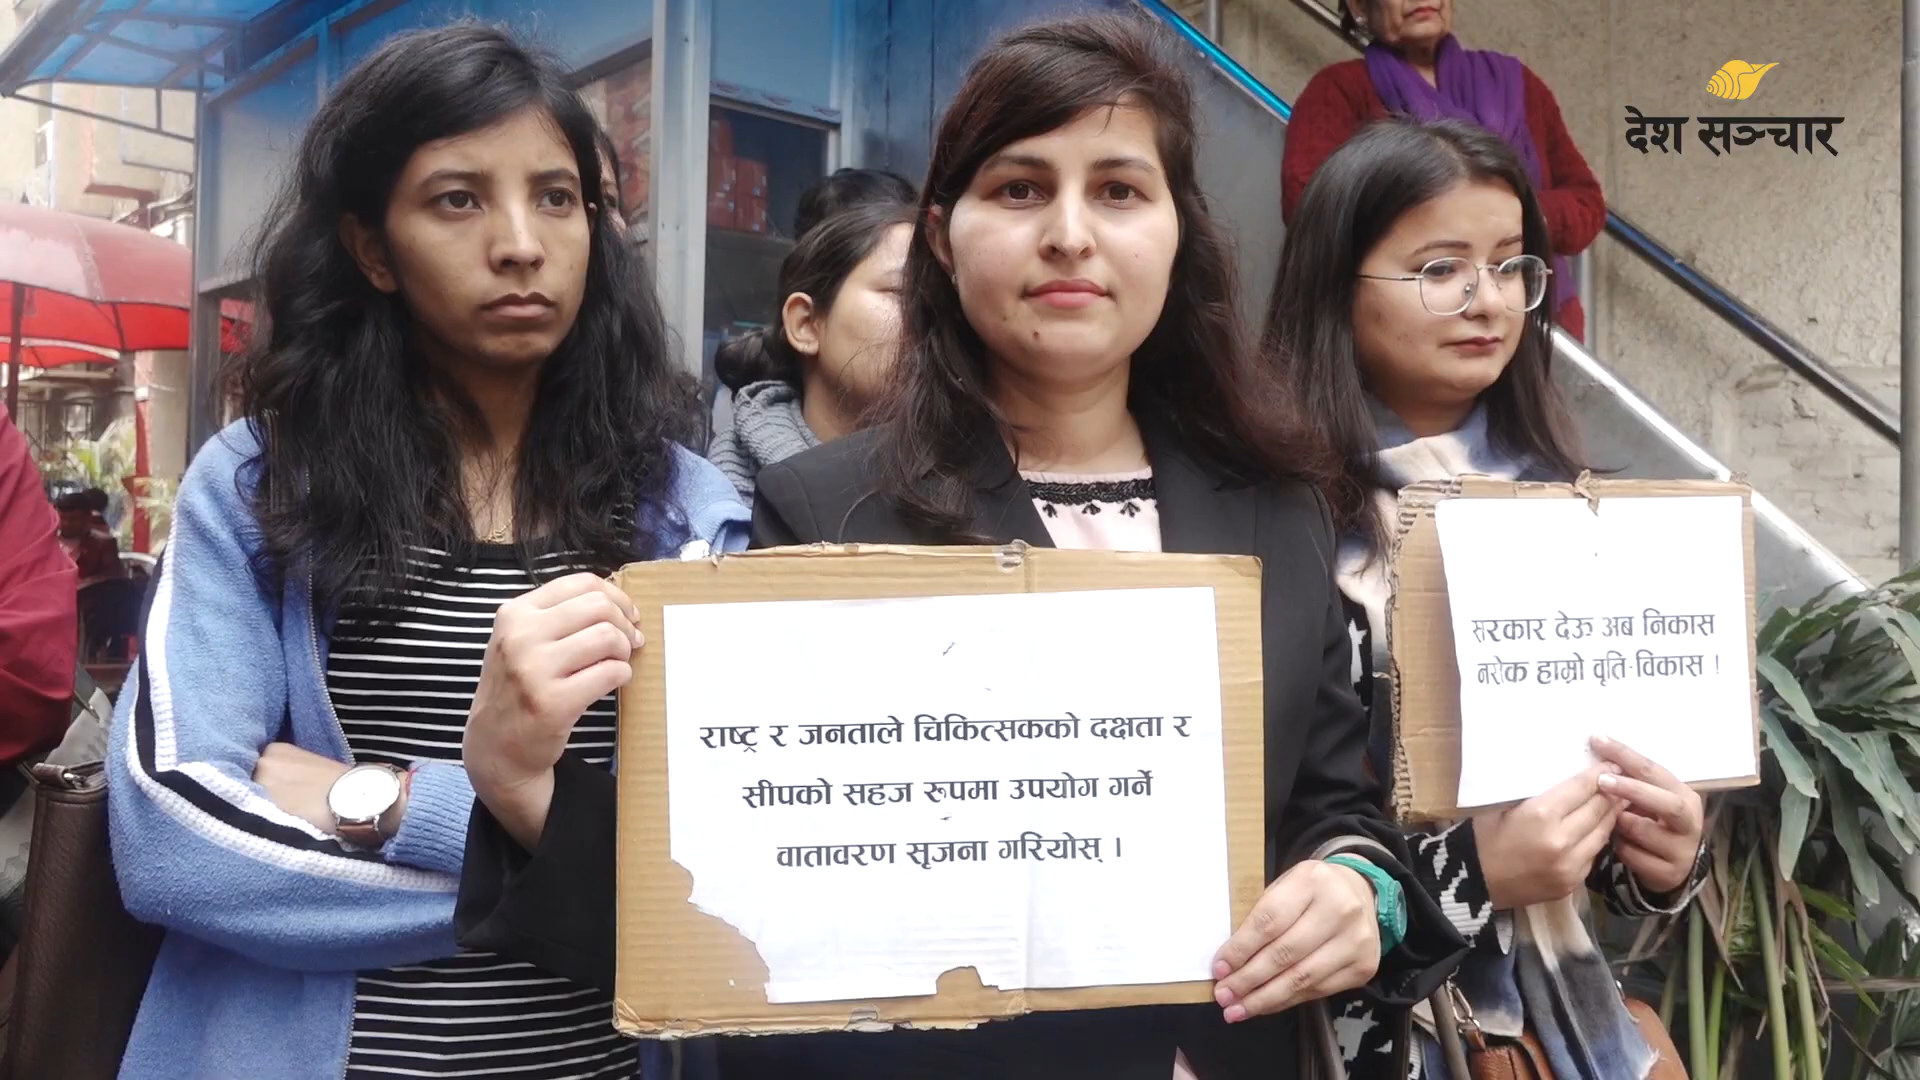 देश सञ्चार
राष्ट्र र जनताले चिकित्सकको दक्षता र
सीपको सहज रूपमा उपयोग गर्ने
वातावरण सृजना गरियोस् ।
सरकार देऊ अब निकास
नरोक हाम्रो वृति-विकास ।